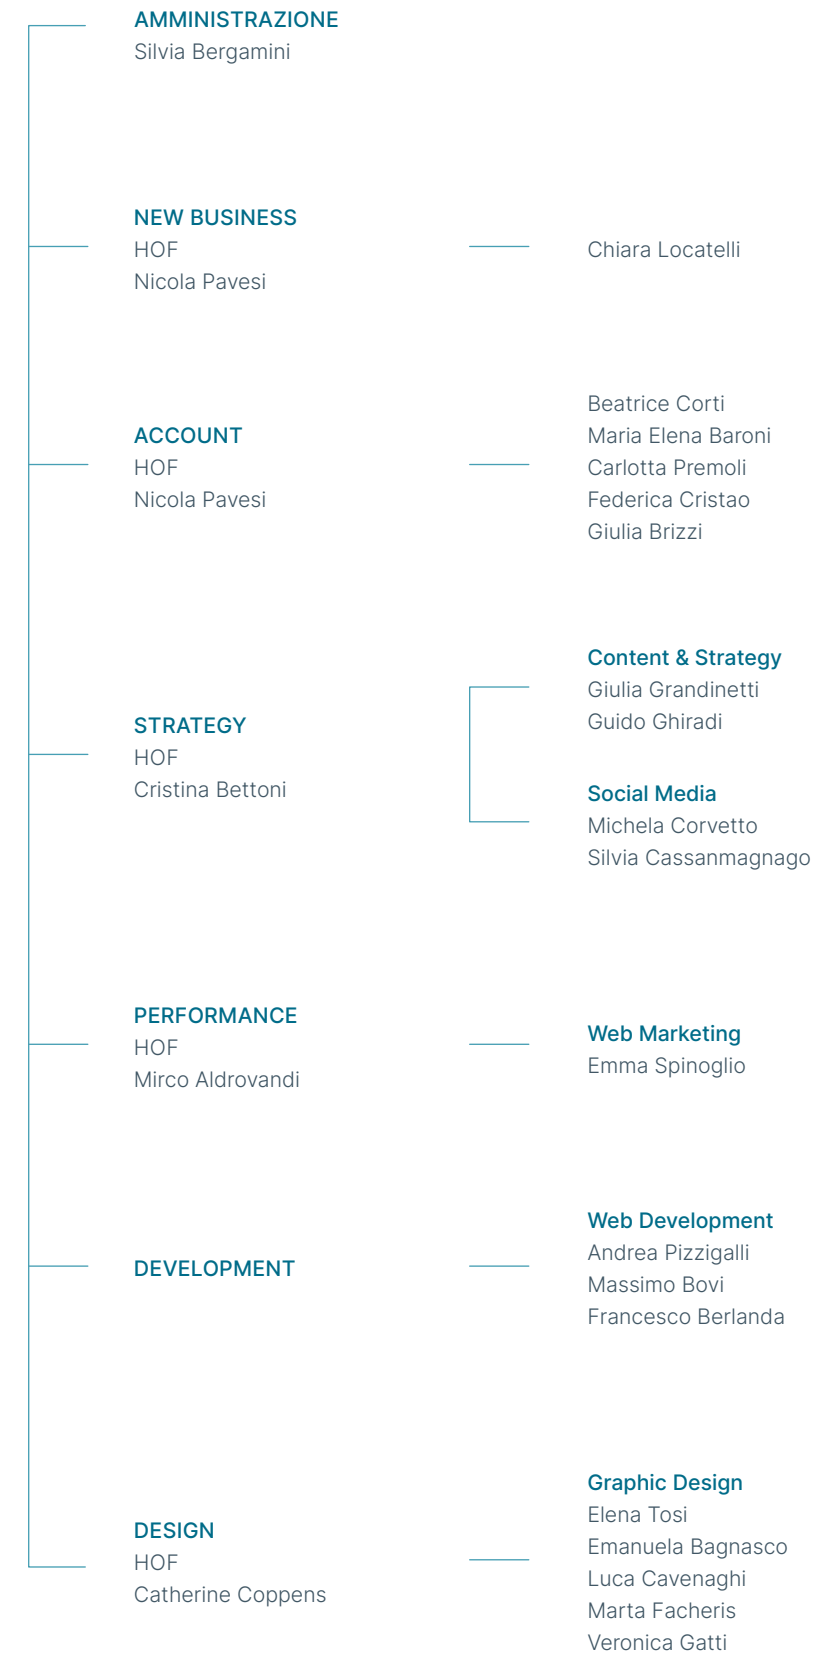 AMMINISTRAZIONE
Silvia Bergamini
NEW BUSINESS
HOF
Nicola Pavesi
Chiara Locatelli
ACCOUNT
HOF
Nicola Pavesi
Beatrice Corti
Maria Elena Baroni
Carlotta Premoli
Federica Cristao
Giulia Brizzi
STRATEGY
HOF
Cristina Bettoni
Content & Strategy
Giulia Grandinetti
Guido Ghiradi
Social Media
Michela Corvetto
Silvia Cassanmagnago
PERFORMANCE
HOF
Mirco Aldrovandi
Web Marketing
Emma Spinoglio
DEVELOPMENT
Web Development
Andrea Pizzigalli
Massimo Bovi
Francesco Berlanda
DESIGN
HOF
Catherine Coppens
Graphic Design
Elena Tosi
Emanuela Bagnasco
Luca Cavenaghi
Marta Facheris
Veronica Gatti